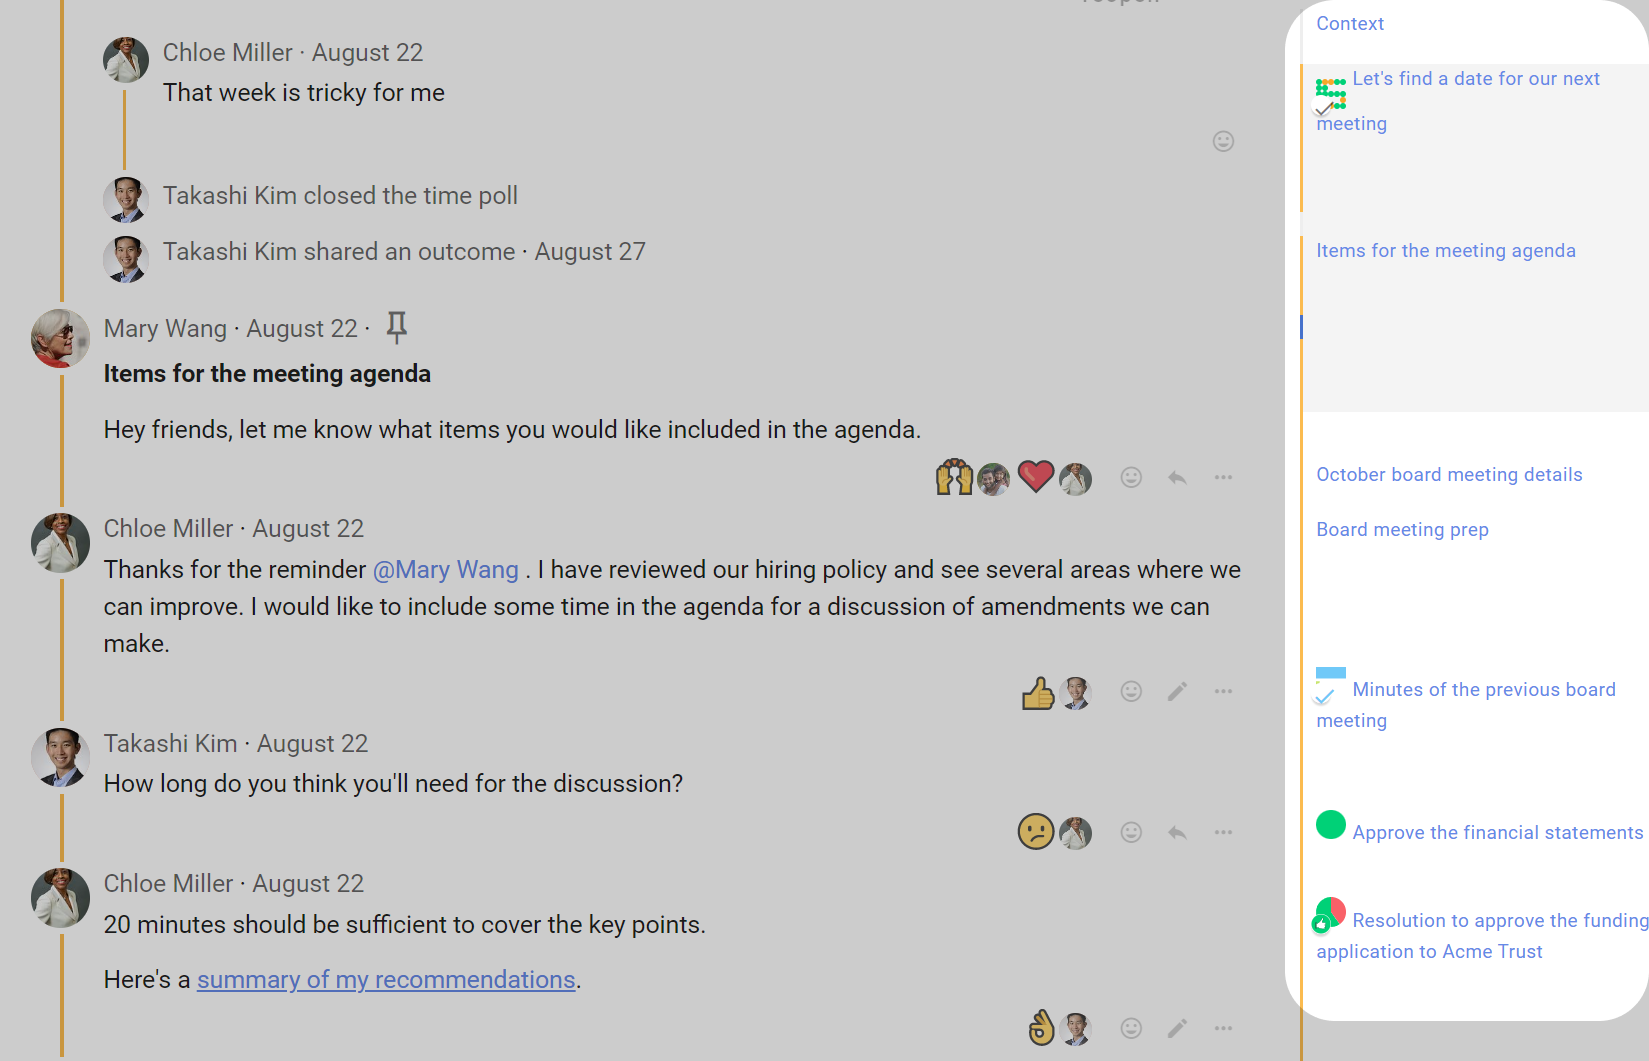 Chloe Miller · August 22
That week is tricky for me
Takashi Kim closed the time poll
Takashi Kim shared an outcome · August 27
Mary Wang · August 22 ·
Items for the meeting agenda
Hey friends, let me know what items you would like included in the agenda.
Chloe Miller · August 22
Thanks for the reminder @Mary Wang . I have reviewed our hiring policy and see several areas where we
can improve. I would like to include some time in the agenda for a discussion of amendments we can
make.
Takashi Kim · August 22
How long do you think you'll need for the discussion?
Chloe Miller · August 22
20 minutes should be sufficient to cover the key points.
Here's a summary of my recommendations.
Context
Let's find a date for our next
meeting
Items for the meeting agenda
October board meeting details
Board meeting prep
Minutes of the previous board
meeting
Approve the financial statements
Resolution to approve the funding
application to Acme Trust